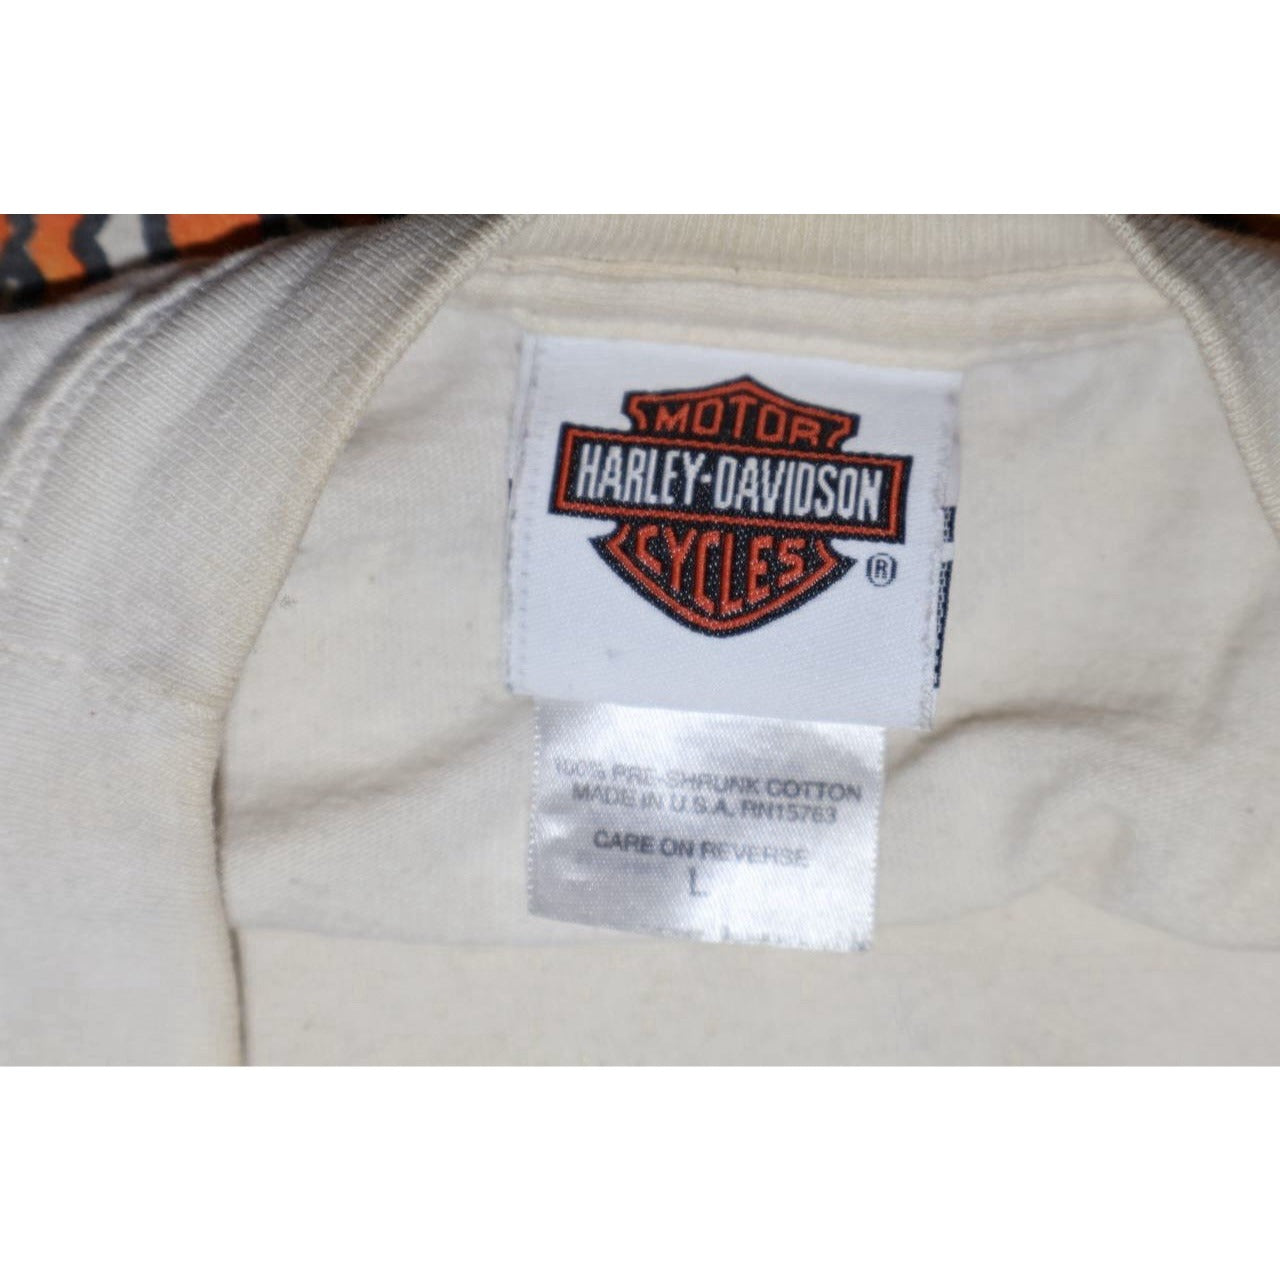 MOTOR
HARLEY-DAVIDSON
CYCLES
®
100% PRE-SHRUNK COTTON
MADE IN U.S.A. RN15763
CARE ON REVERSE
L